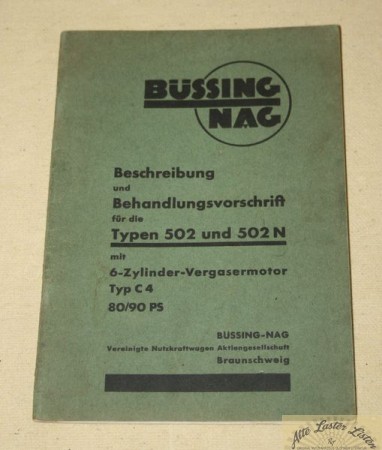 BÜSSING
NAG
Beschreibung
und
Behandlungsvorschrift
für die
Typen 502 und 502 N
mit
6-Zylinder-Vergasermotor
Typ C 4
80/90 PS
BÜSSING-NAG
Vereinigte Nutzkraftwagen Aktiengesellschaft
Braunschweig
Alte Laster Listen